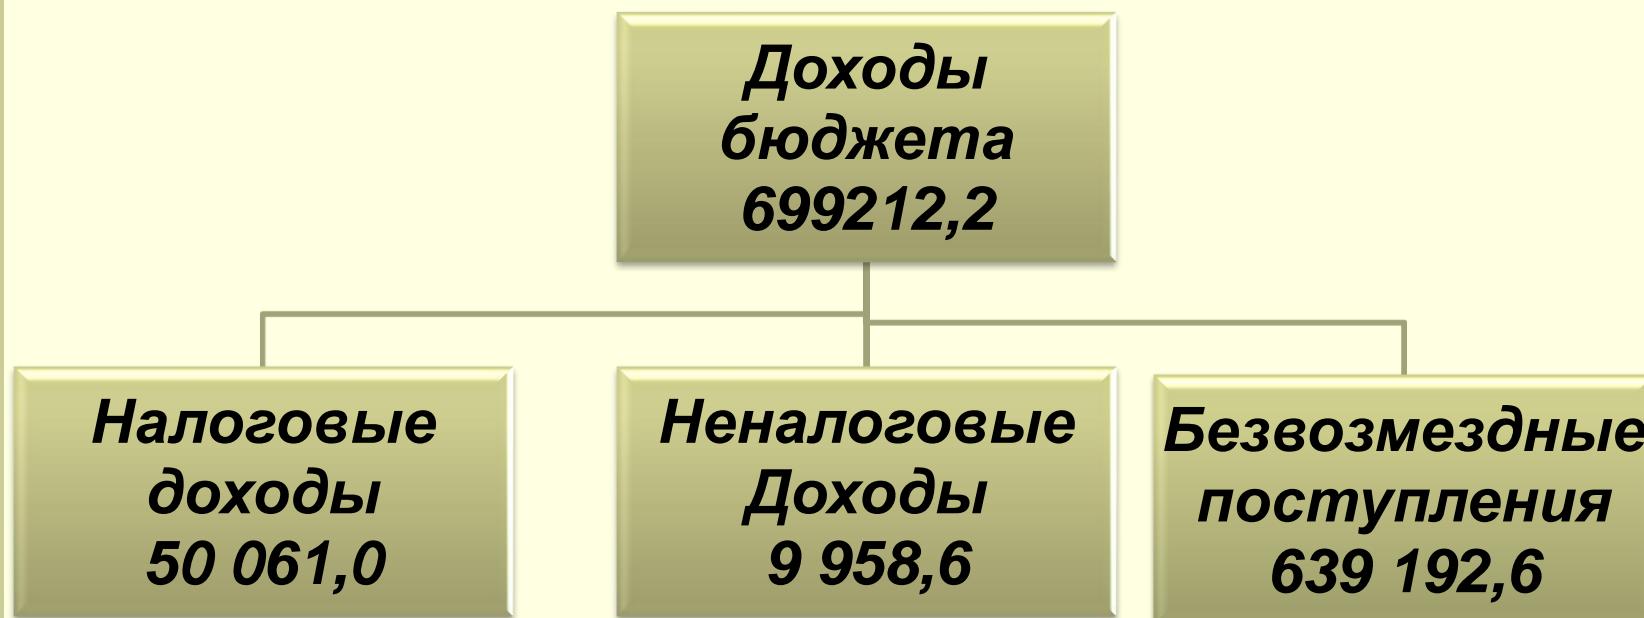 Доходы
бюджета
699212,2
Налоговые
доходы
50 061,0
Неналоговые
Доходы
9 958,6
Безвозмездные
поступления
639 192,6